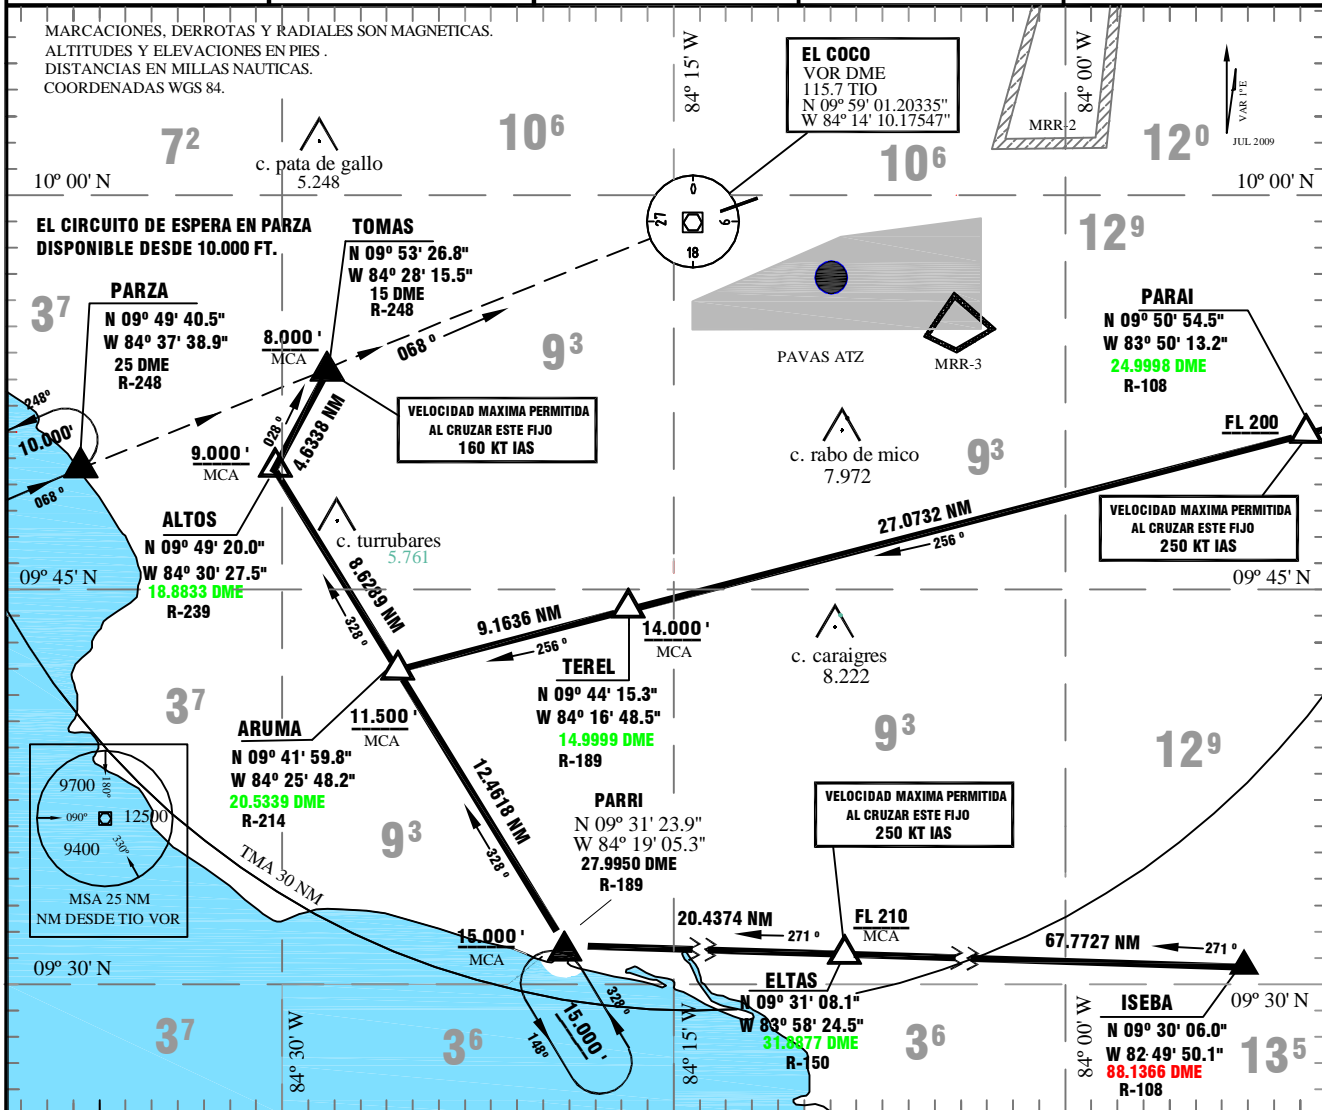 MARCACIONES, DERROTAS Y RADIALES SON MAGNETICAS.
ALTITUDES Y ELEVACIONES EN PIES .
DISTANCIAS EN MILLAS NAUTICAS.
COORDENADAS WGS 84.
84º 15' W
EL COCO
VOR DME
115.7 TIO
N 09º 59' 01.20335"
W 84º 14' 10.17547"
84º 00' W
MRR-2
VAR 1ºE
JUL 2009
7²
10⁶
10⁶
12⁰
c. pata de gallo
5.248
10º 00' N
10º 00' N
0
9
18
27
EL CIRCUITO DE ESPERA EN PARZA
DISPONIBLE DESDE 10.000 FT.
TOMAS
N 09º 53' 26.8"
W 84º 28' 15.5"
15 DME
R-248
12⁹
3⁷
PARZA
N 09º 49' 40.5"
W 84º 37' 38.9"
25 DME
R-248
8.000 '
MCA
068 º
9³
PAVAS ATZ
MRR-3
PARAI
N 09º 50' 54.5"
W 83º 50' 13.2"
24.9998 DME
R-108
248º
10.000'
068 º
9.000 '
MCA
028 º
4.6338 NM
VELOCIDAD MAXIMA PERMITIDA
AL CRUZAR ESTE FIJO
160 KT IAS
c. rabo de mico
7.972
9³
FL 200
VELOCIDAD MAXIMA PERMITIDA
AL CRUZAR ESTE FIJO
250 KT IAS
27.0732 NM
256 º
ALTOS
N 09º 49' 20.0"
W 84º 30' 27.5"
18.8833 DME
R-239
c. turrubares
5.761
09º 45' N
09º 45' N
8.6289 NM
328 º
9.1636 NM
256 º
14.000 '
MCA
TEREL
N 09º 44' 15.3"
W 84º 16' 48.5"
14.9999 DME
R-189
c. caraigres
8.222
3⁷
ARUMA
N 09º 41' 59.8"
W 84º 25' 48.2"
20.5339 DME
R-214
11.500 '
MCA
9³
12⁹
9700
180º
090º
12500
9400
330º
MSA 25 NM
NM DESDE TIO VOR
TMA 30 NM
9³
12.4618 NM
328 º
PARRI
N 09º 31' 23.9"
W 84º 19' 05.3"
27.9950 DME
R-189
VELOCIDAD MAXIMA PERMITIDA
AL CRUZAR ESTE FIJO
250 KT IAS
15.000 '
MCA
20.4374 NM
271 º
FL 210
MCA
67.7727 NM
271 º
09º 30' N
09º 30' N
328º
15.000'
148º
ELTAS
N 09º 31' 08.1"
W 83º 58' 24.5"
31.8877 DME
R-150
ISEBA
N 09º 30' 06.0"
W 82 49' 50.1"
88.1366 DME
R-108
3⁷
84º 30' W
3⁶
84º 15' W
3⁶
84º 00' W
13⁵